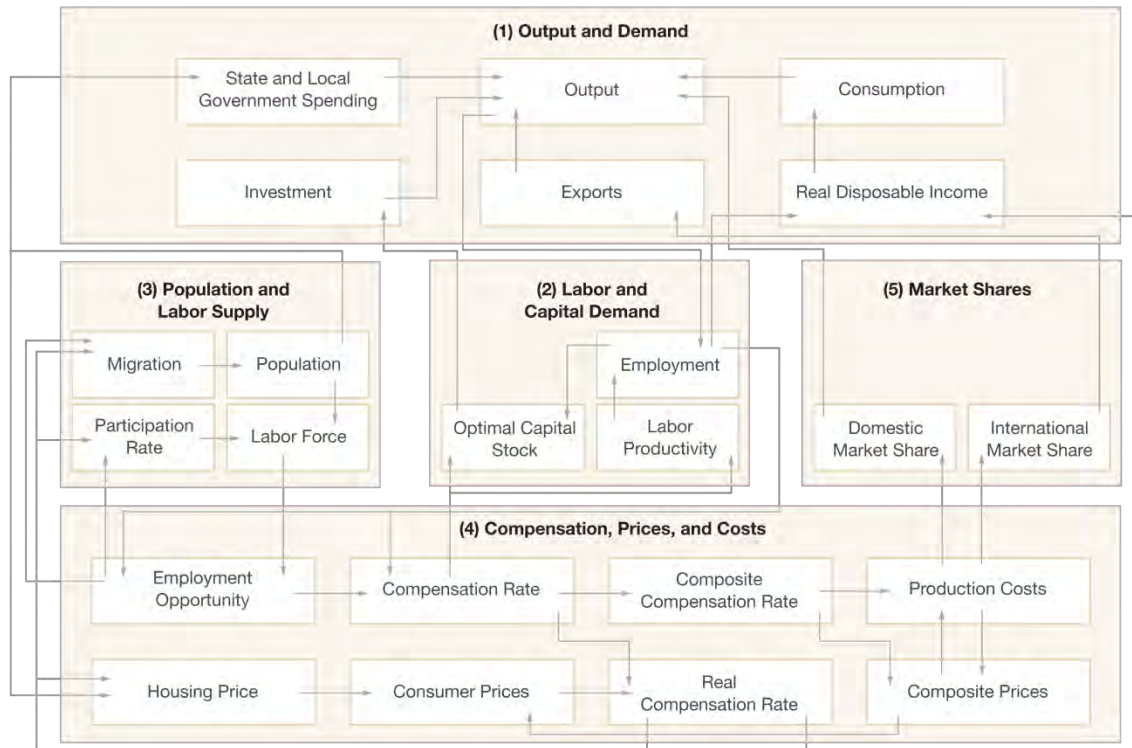 (1) Output and Demand
State and Local
Government Spending
Output
Consumption
Investment
Exports
Real Disposable Income
(3) Population and
Labor Supply
Migration
Population
Participation
Rate
Labor Force
(2) Labor and
Capital Demand
Employment
Optimal Capital
Stock
Labor
Productivity
(5) Market Shares
Domestic
Market Share
International
Market Share
(4) Compensation, Prices, and Costs
Employment
Opportunity
Compensation Rate
Composite
Compensation Rate
Production Costs
Housing Price
Consumer Prices
Real
Compensation Rate
Composite Prices